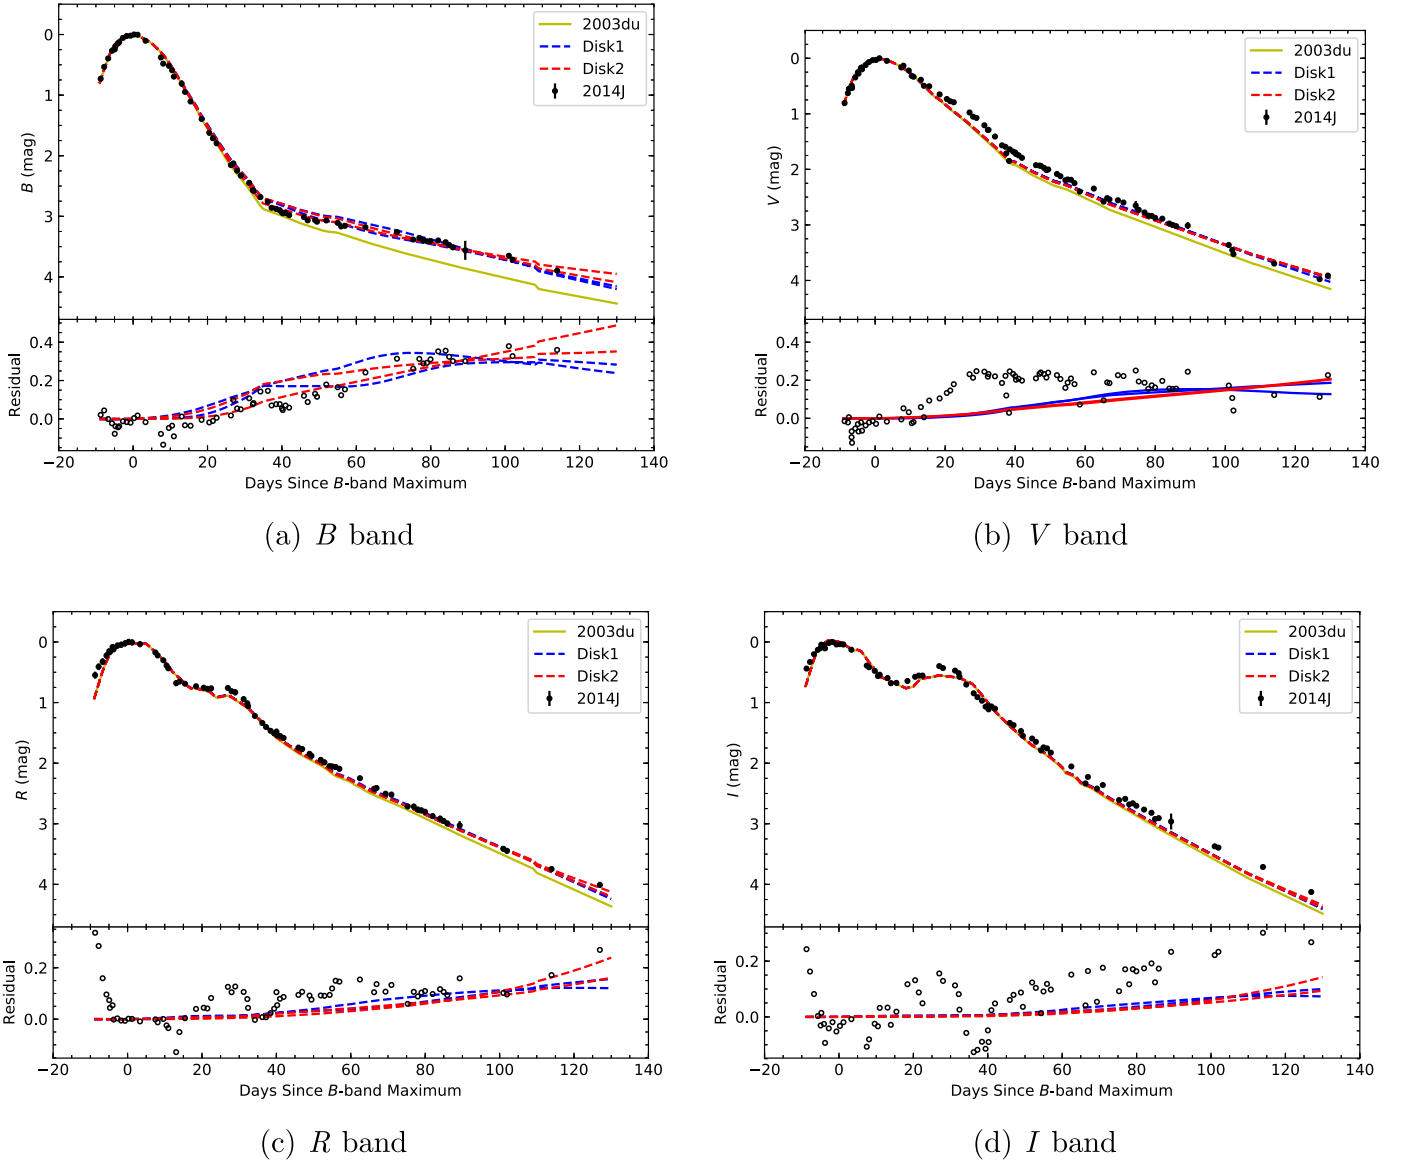 2003du
Disk1
Disk2
2014J
0
1
2
3
4
B (mag)
0.4
0.2
0.0
Residual
−20 0 20 40 60 80 100 120 140
Days Since B-band Maximum
(a) B band
2003du
Disk1
Disk2
2014J
0
1
2
3
4
V (mag)
0.4
0.2
0.0
Residual
−20 0 20 40 60 80 100 120 140
Days Since B-band Maximum
(b) V band
2003du
Disk1
Disk2
2014J
0
1
2
3
4
R (mag)
0.2
0.0
Residual
−20 0 20 40 60 80 100 120 140
Days Since B-band Maximum
(c) R band
2003du
Disk1
Disk2
2014J
0
1
2
3
4
I (mag)
0.2
0.0
Residual
−20 0 20 40 60 80 100 120 140
Days Since B-band Maximum
(d) I band